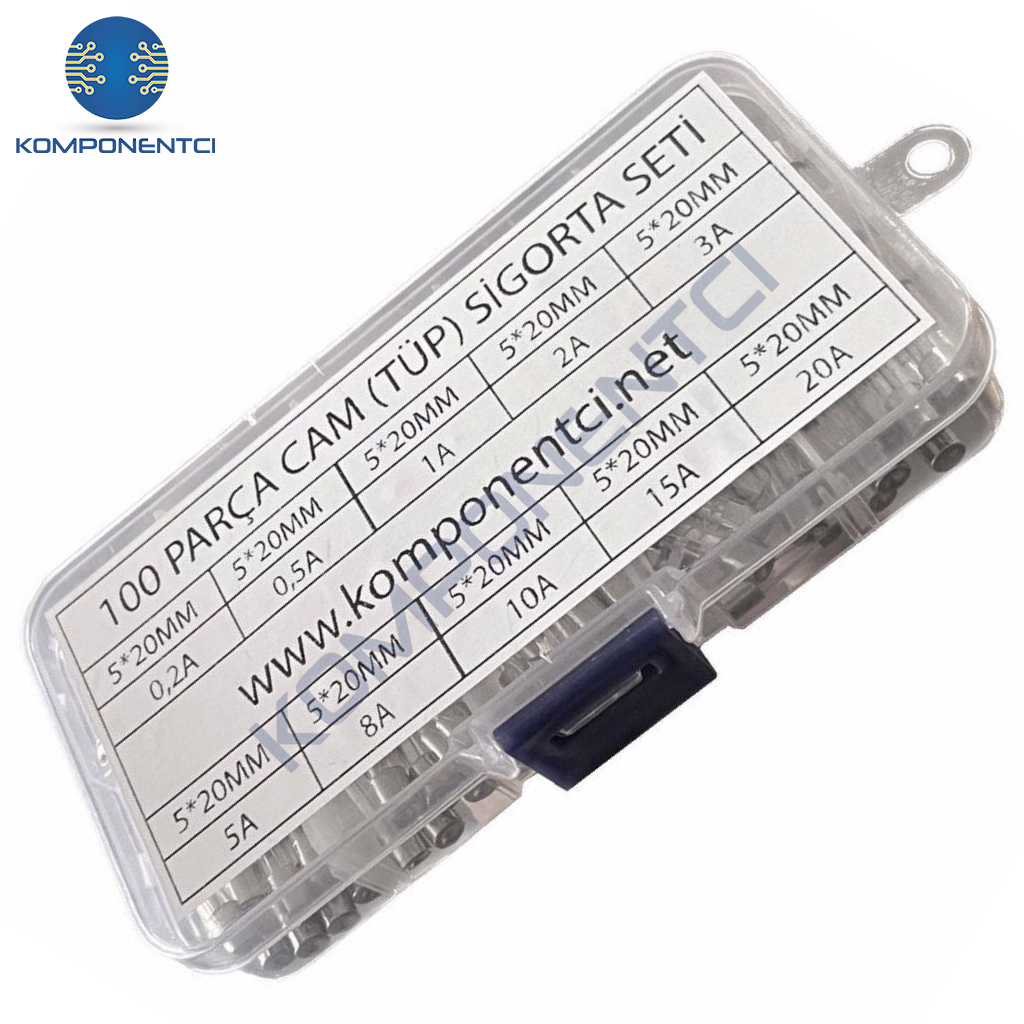 KOMPONENTCI
100 PARÇA CAM (TÜP) SİGORTA SETİ
5*20MM 5*20MM 5*20MM 5*20MM 5*20MM
0,2A 0,5A 1A 2A 3A
www.komponentci.net
5*20MM 5*20MM 5*20MM 5*20MM 5*20MM
5A 8A 10A 15A 20A
KOMPONENTCI